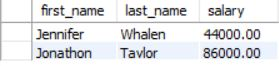 first_name last_name salary
Jennifer Whalen 44000.00
Jonathon Taylor 86000.00